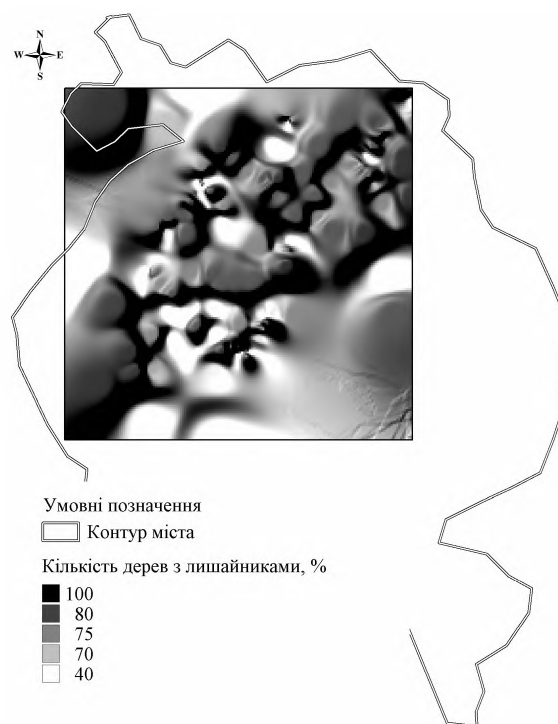 N
W E
S
Умовні позначення
Контур міста
Кількість дерев з лишайниками, %
100
80
75
70
40